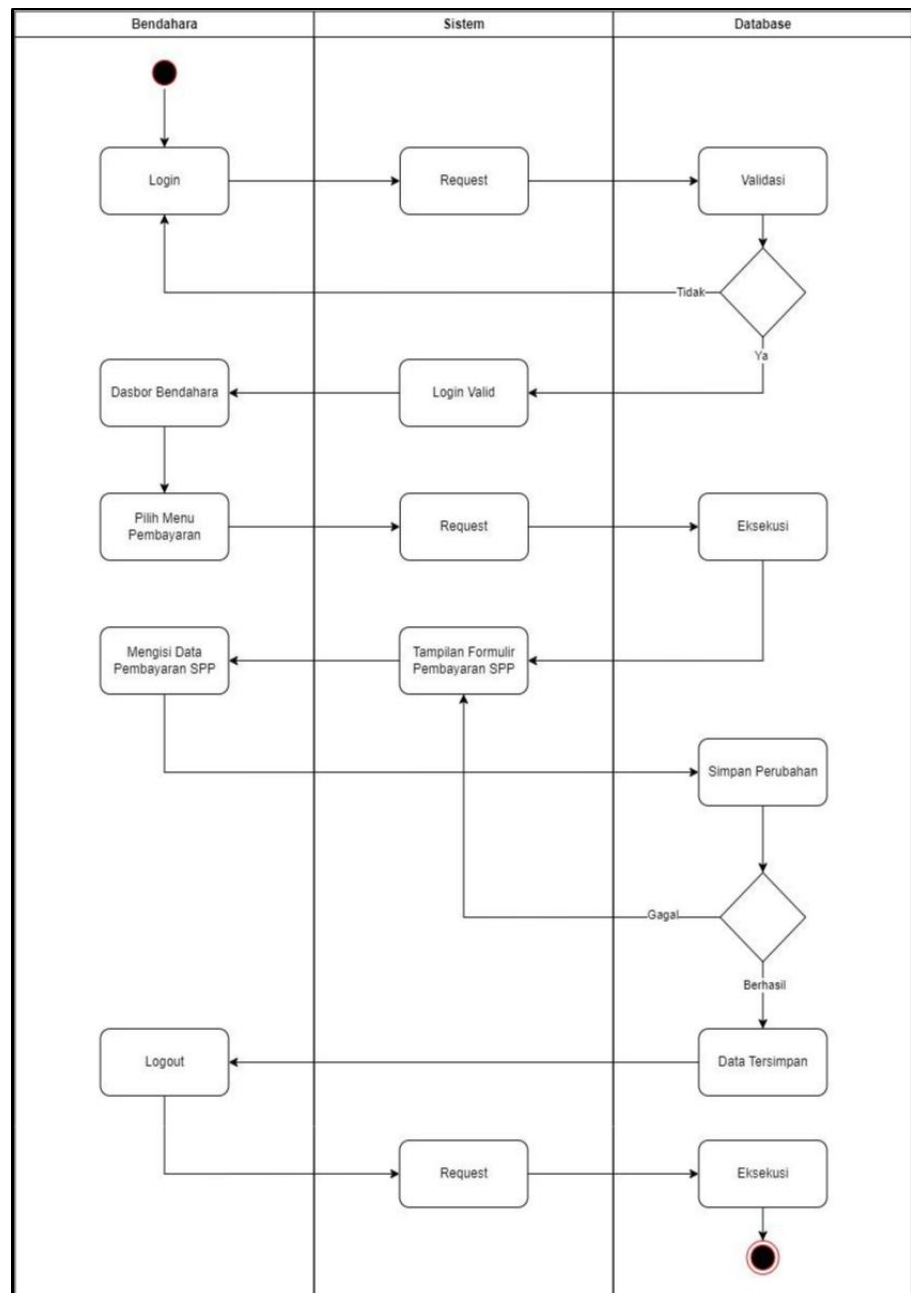 Bendahara
Sistem
Database
Login
Request
Validasi
Tidak
Ya
Dasbor Bendahara
Login Valid
Pilih Menu
Pembayaran
Request
Eksekusi
Mengisi Data
Pembayaran SPP
Tampilan Formulir
Pembayaran SPP
Simpan Perubahan
Gagal
Berhasil
Logout
Data Tersimpan
Request
Eksekusi